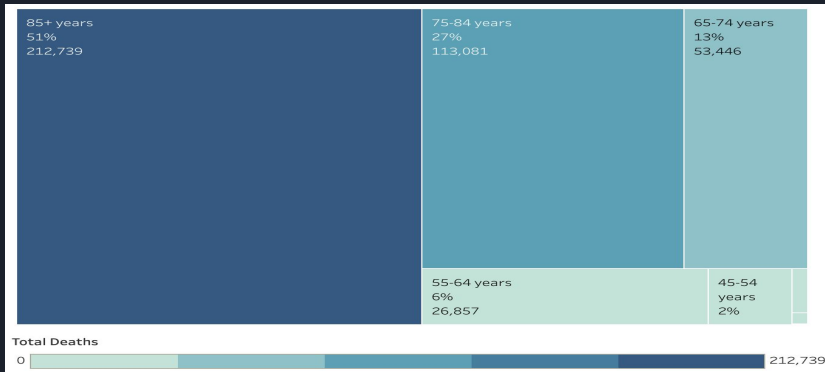 85+ years
51%
212,739
75-84 years
27%
113,081
65-74 years
13%
53,446
55-64 years
6%
26,857
45-54
years
2%
Total Deaths
0
212,739